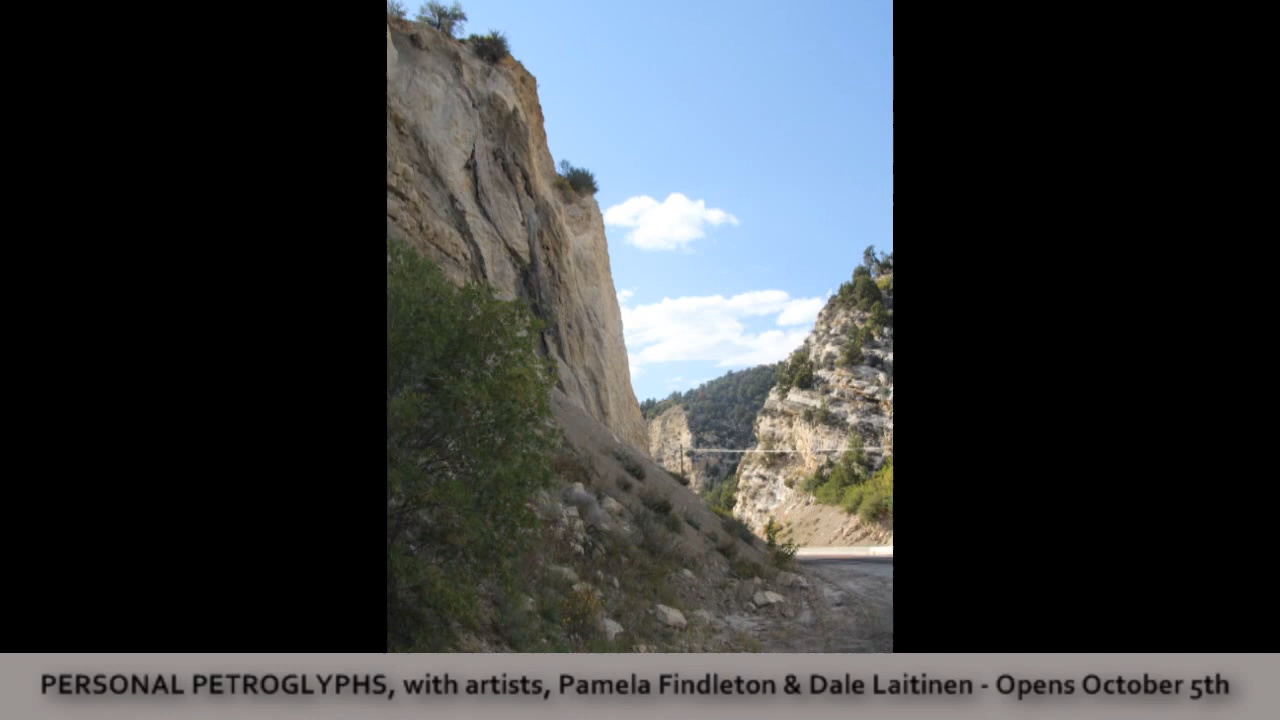 PERSONAL PETROGLYPHS, with artists, Pamela Findleton & Dale Laitinen - Opens October 5th